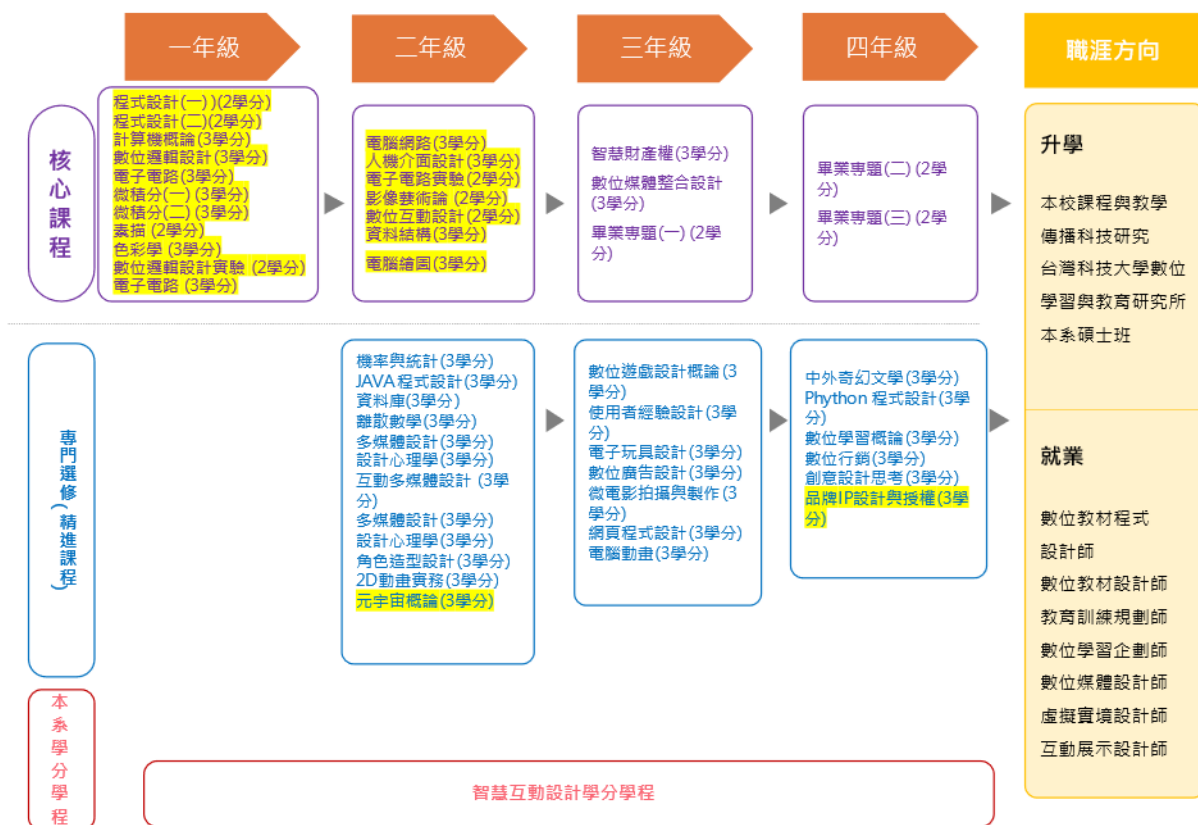 一年級
二年級
三年級
四年級
職涯方向
核
心
課
程
程式設計(一) )(2學分)
程式設計(二)(2學分)
計算機概論(3學分)
數位邏輯設計(3學分)
電子電路(3學分)
微積分(一) (3學分)
微積分(二) (3學分)
素描 (2學分)
色彩學 (3學分)
數位邏輯設計實驗 (2學分)
電子電路 (3學分)
電腦網路(3學分)
人機介面設計(3學分)
電子電路實驗(2學分)
影像藝術論 (2學分)
數位互動設計(2學分)
資料結構(3學分)
電腦繪圖(3學分)
智慧財產權(3學分)
數位媒體整合設計
(3學分)
畢業專題(一) (2學
分)
畢業專題(二) (2學
分)
畢業專題(三) (2學
分)
升學
本校課程與教學
傳播科技研究
台灣科技大學數位
學習與教育研究所
本系碩士班
專門選修(精進課程)
機率與統計(3學分)
JAVA 程式設計(3學分)
資料庫(3學分)
離散數學(3學分)
多媒體設計(3學分)
設計心理學(3學分)
互動多媒體設計 (3學
分)
多媒體設計(3學分)
設計心理學(3學分)
角色造型設計(3學分)
2D動畫實務(3學分)
元宇宙概論(3學分)
數位遊戲設計概論(3
學分)
使用者經驗設計(3學
分)
電子玩具設計(3學分)
數位廣告設計(3學分)
微電影拍攝與製作(3
學分)
網頁程式設計(3學分)
電腦動畫(3學分)
中外奇幻文學(3學分)
Phython 程式設計(3學
分)
數位學習概論(3學分)
數位行銷(3學分)
創意設計思考(3學分)
品牌IP設計與授權(3學
分)
就業
數位教材程式
設計師
數位教材設計師
教育訓練規劃師
數位學習企劃師
數位媒體設計師
虛擬實境設計師
互動展示設計師
本
系
學
分
學
程
智慧互動設計學分學程